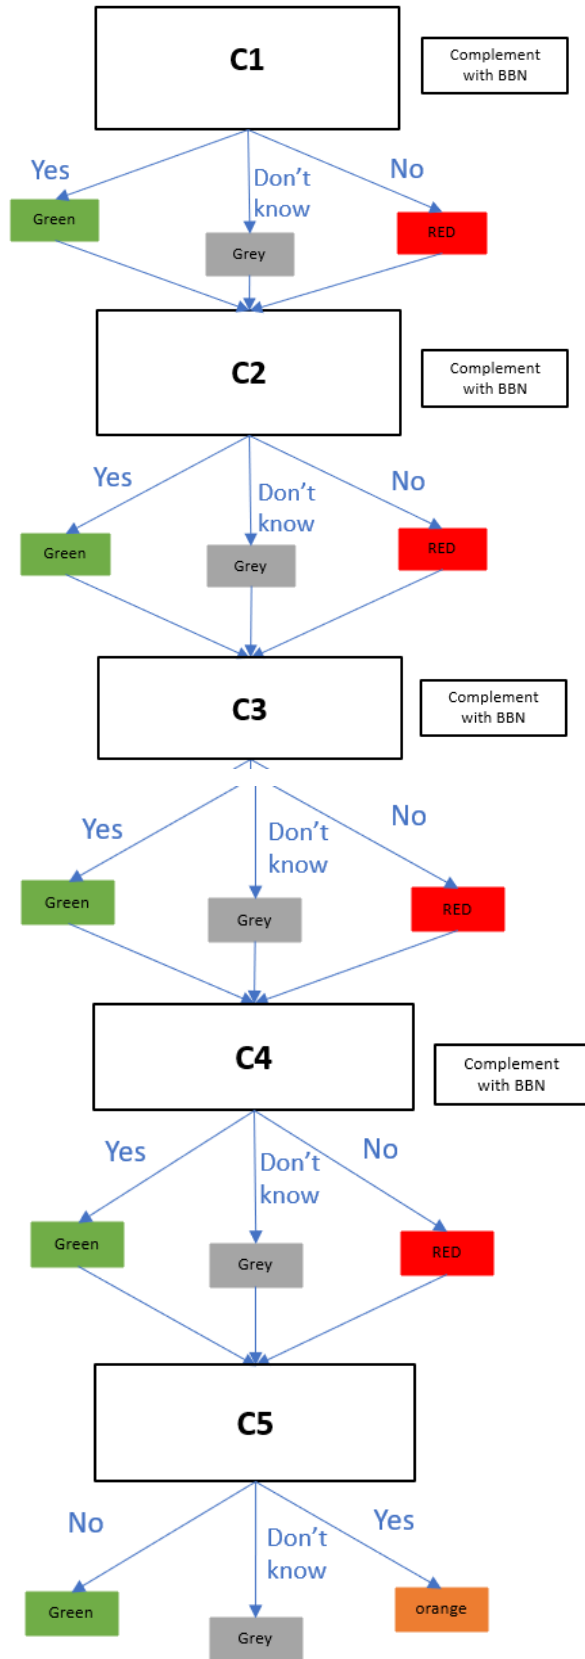 C1
Complement
with BBN
Yes
Don't
know
No
Green
Grey
RED
C2
Complement
with BBN
Yes
Don't
know
No
Green
Grey
RED
C3
Complement
with BBN
Yes
Don't
know
No
Green
Grey
RED
C4
Complement
with BBN
Yes
Don't
know
No
Green
Grey
RED
C5
No
Don't
know
Yes
Green
Grey
orange